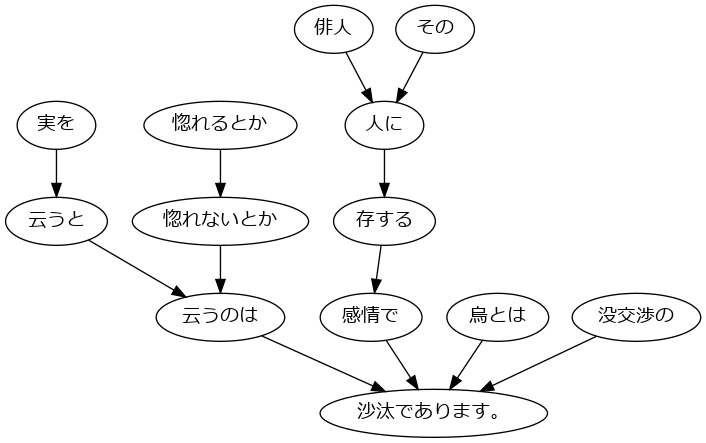 俳人 その
実を 惚れるとか 人に
云うと 惚れないとか 存する
云うのは 感情で 烏とは 没交渉の
沙汰であります。